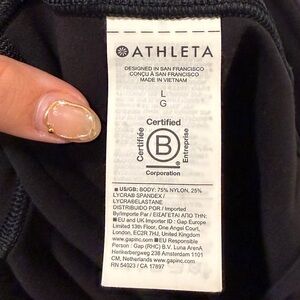 ATHLETA
DESIGNED IN SAN FRANCISCO
CONÇU À SAN FRANCISCO
MADE IN VIETNAM
L
G
Certified
Certifiée
B
Entreprise
Corporation
US/GB: BODY: 75% NYLON, 25%
LYCRA® SPANDEX /
LYCRA®ELASTANE
DISTRIBUIDO POR / Imported
By/Importe Par / ΕΙΣΑΓΕΤΑΙ ΑΠΟ ΤΗΝ:
EU and UK Importer ID : Gap Europe
Limited 13th Floor, One Angel Court,
London, EC2R 7HJ, United Kingdom
www.gapinc.com EU Responsible
Person : Gap (RHC) B.V. Luna ArenA
Herikerbergweg 238, Amsterdam 1101
CM, Netherlands www.gapinc.com
RN 54023 / CA 17897